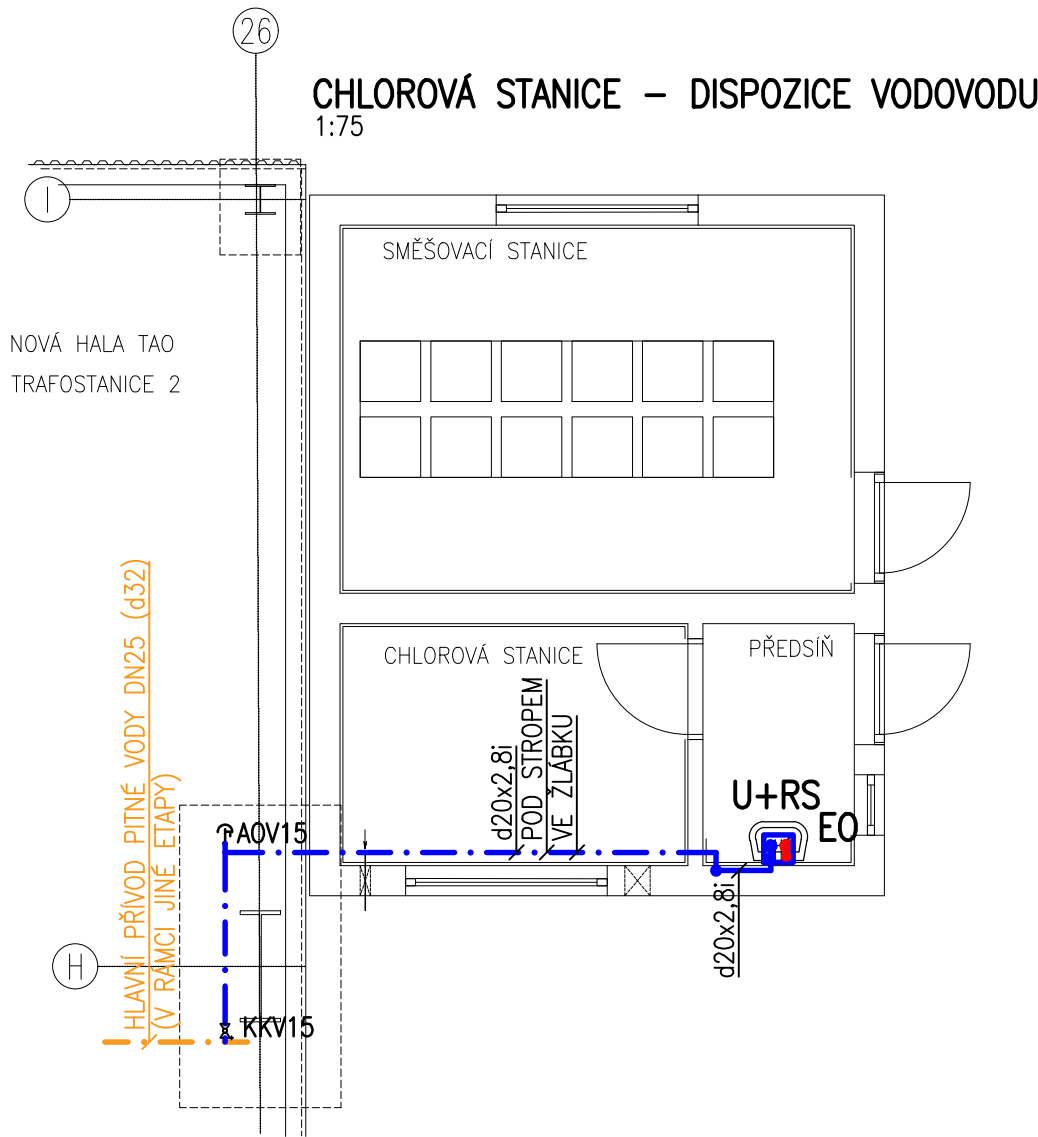 26
CHLOROVÁ STANICE – DISPOZICE VODOVODU
1:75
I
SMĚŠOVACÍ STANICE
NOVÁ HALA TAO
TRAFOSTANICE 2
HLAVNÍ PŘÍVOD PITNÉ VODY DN25 (d32)
(V RÁMCI JINÉ ETAPY)
CHLOROVÁ STANICE
PŘEDSÍŇ
d20x2,8i
POD STROPEM
VE ŽLÁBKU
U+RS
EO
AOV15
d20x2,8i
H
KKV15